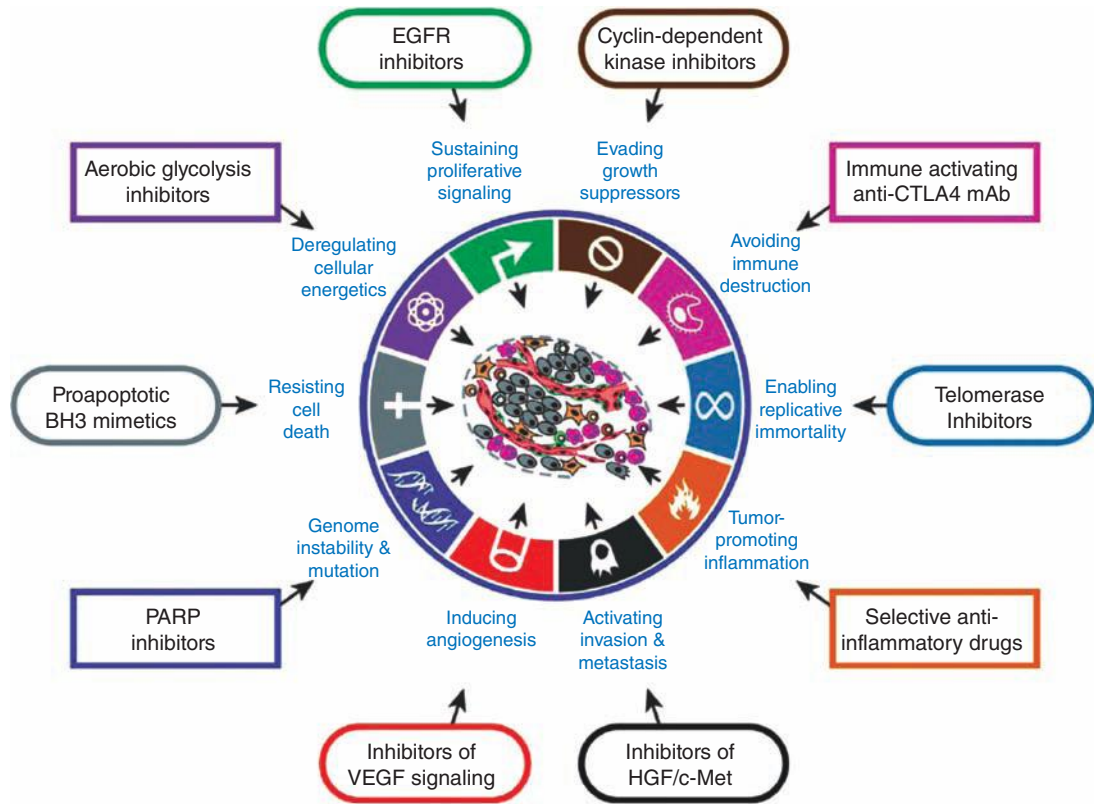 EGFR
inhibitors
Cyclin-dependent
kinase inhibitors
Sustaining
proliferative
signaling
Evading
growth
suppressors
Aerobic glycolysis
inhibitors
Immune activating
anti-CTLA4 mAb
Deregulating
cellular
energetics
Avoiding
immune
destruction
Proapoptotic
BH3 mimetics
Resisting
cell
death
Enabling
replicative
immortality
Telomerase
Inhibitors
Genome
instability &
mutation
Tumor-
promoting
inflammation
PARP
inhibitors
Inducing
angiogenesis
Activating
invasion &
metastasis
Selective anti-
inflammatory drugs
Inhibitors of
VEGF signaling
Inhibitors of
HGF/c-Met